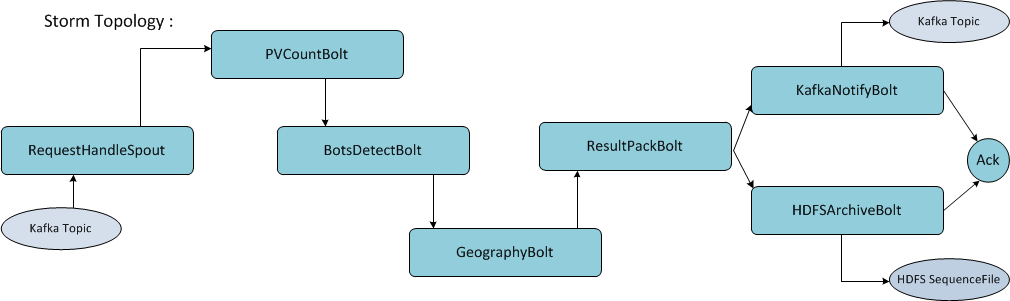 Storm Topology :
Kafka Topic
PVCountBolt
KafkaNotifyBolt
RequestHandleSpout
BotsDetectBolt
ResultPackBolt
Ack
Kafka Topic
HDFSArchiveBolt
GeographyBolt
HDFS SequenceFile